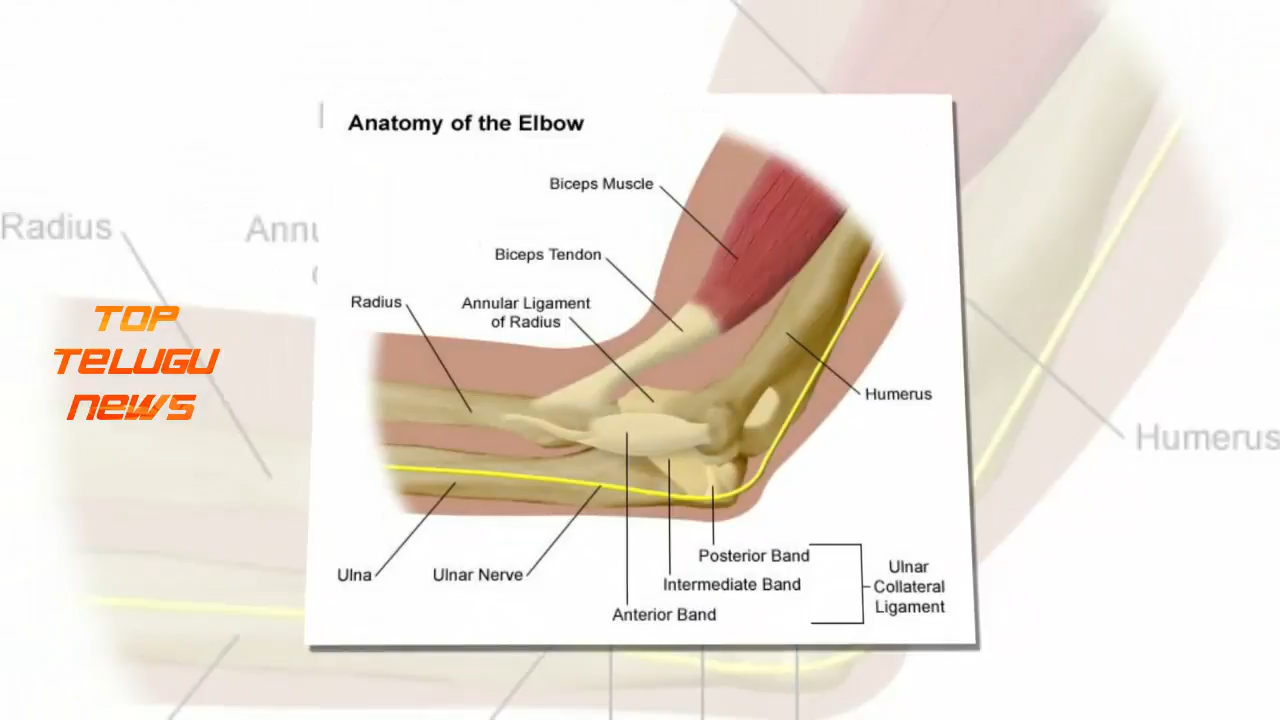 Anatomy of the Elbow
Biceps Muscle
Biceps Tendon
Radius
Annular Ligament
of Radius
Humerus
Ulna
Ulnar Nerve
Posterior Band
Intermediate Band
Anterior Band
Ulnar
Collateral
Ligament
TOP
TELUGU
NEWS
Radius
Humerus